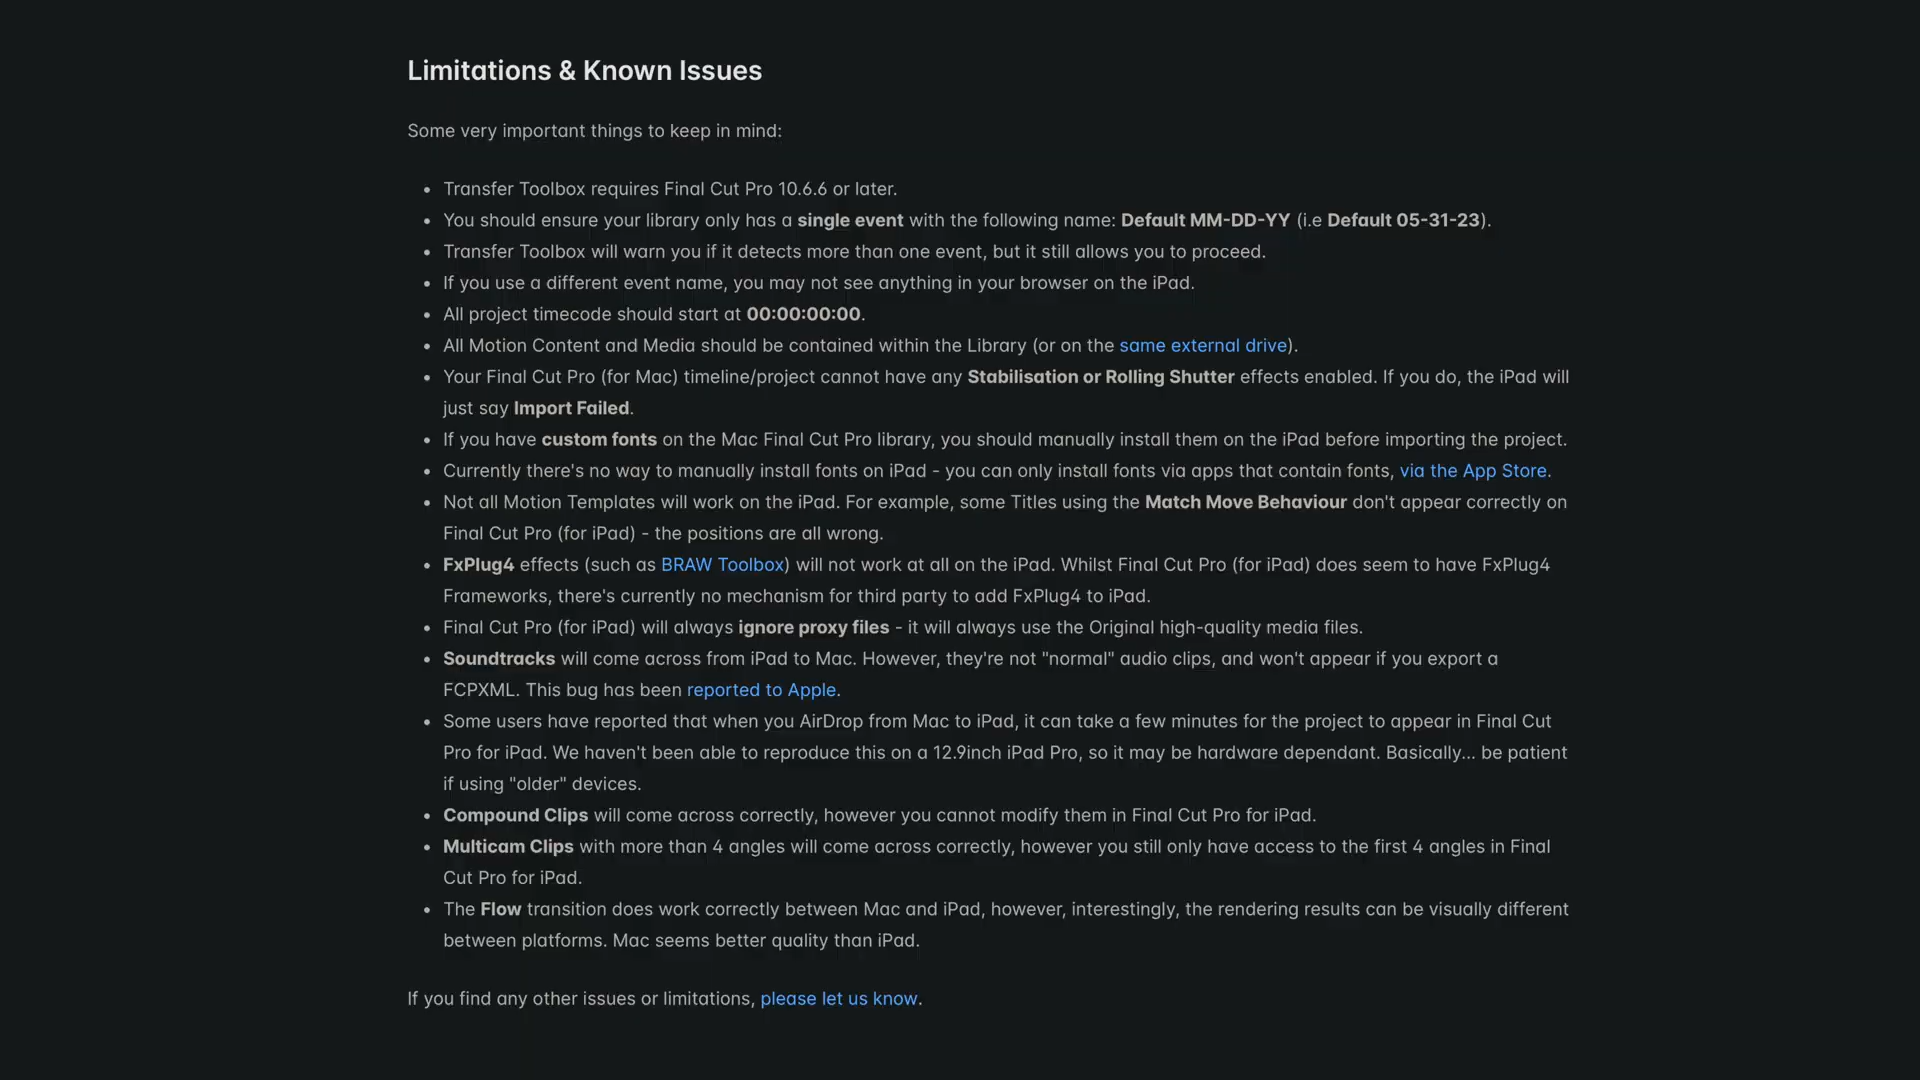 Limitations & Known Issues
Some very important things to keep in mind:
• Transfer Toolbox requires Final Cut Pro 10.6.6 or later.
• You should ensure your library only has a single event with the following name: Default MM-DD-YY (i.e Default 05-31-23).
• Transfer Toolbox will warn you if it detects more than one event, but it still allows you to proceed.
• If you use a different event name, you may not see anything in your browser on the iPad.
• All project timecode should start at 00:00:00:00.
• All Motion Content and Media should be contained within the Library (or on the same external drive).
• Your Final Cut Pro (for Mac) timeline/project cannot have any Stabilisation or Rolling Shutter effects enabled. If you do, the iPad will
just say Import Failed.
• If you have custom fonts on the Mac Final Cut Pro library, you should manually install them on the iPad before importing the project.
• Currently there's no way to manually install fonts on iPad - you can only install fonts via apps that contain fonts, via the App Store.
• Not all Motion Templates will work on the iPad. For example, some Titles using the Match Move Behaviour don't appear correctly on
Final Cut Pro (for iPad) - the positions are all wrong.
• FxPlug4 effects (such as BRAW Toolbox) will not work at all on the iPad. Whilst Final Cut Pro (for iPad) does seem to have FxPlug4
Frameworks, there's currently no mechanism for third party to add FxPlug4 to iPad.
• Final Cut Pro (for iPad) will always ignore proxy files - it will always use the Original high-quality media files.
• Soundtracks will come across from iPad to Mac. However, they're not "normal" audio clips, and won't appear if you export a
FCPXML. This bug has been reported to Apple.
• Some users have reported that when you AirDrop from Mac to iPad, it can take a few minutes for the project to appear in Final Cut
Pro for iPad. We haven't been able to reproduce this on a 12.9inch iPad Pro, so it may be hardware dependant. Basically... be patient
if using "older" devices.
• Compound Clips will come across correctly, however you cannot modify them in Final Cut Pro for iPad.
• Multicam Clips with more than 4 angles will come across correctly, however you still only have access to the first 4 angles in Final
Cut Pro for iPad.
• The Flow transition does work correctly between Mac and iPad, however, interestingly, the rendering results can be visually different
between platforms. Mac seems better quality than iPad.
If you find any other issues or limitations, please let us know.